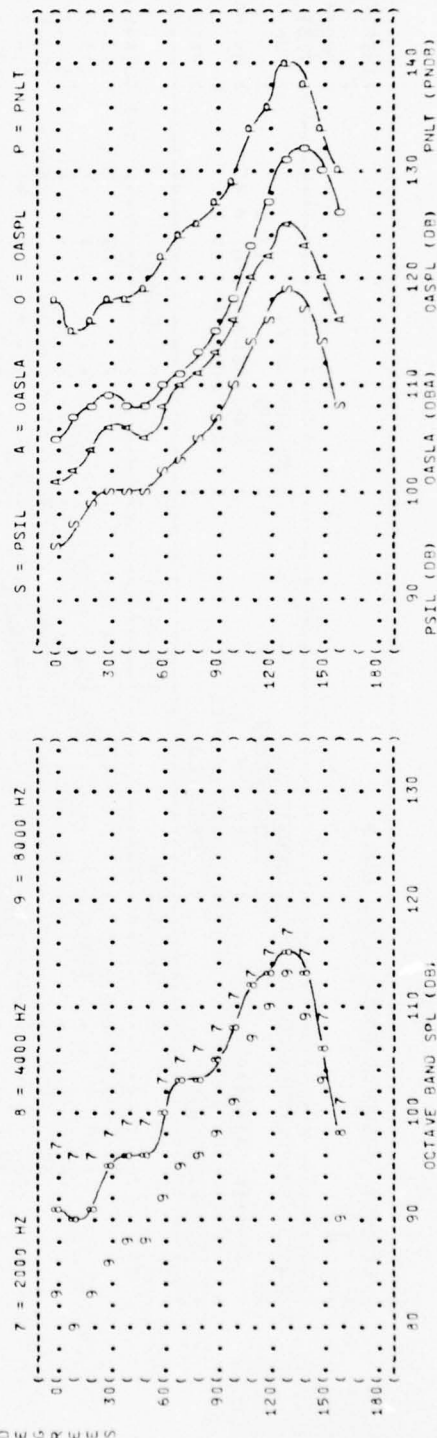 7 = 2000 HZ 8 = 4000 HZ 9 = 8000 HZ
0
30
60
90
120
150
180
80 90 100 110 120 130
OCTAVE BAND SPL (DB)
E
G
R
E
E
S
S = PSIL A = OASLA O = OASPL P = PNLT
0
30
60
90
120
150
180
90 100 110 120 130 140
PSIL (DB) OASLA (DBA) OASPL (DB) PNLT (PNDB)